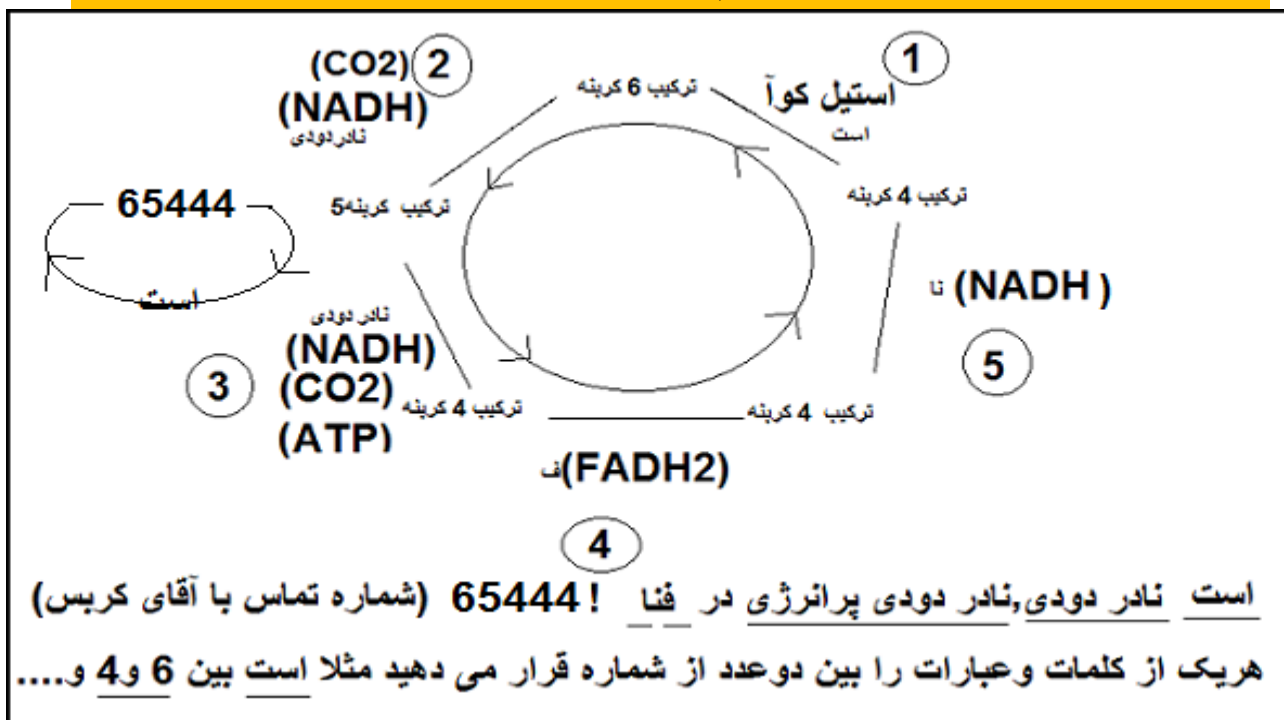 (CO2) 2
(NADH)
نادردودی
ترکیب 6 کربنه
1
استیل کوآ
است
65444
ترکیب کربنه5
ترکیب 4 کربنه
است
نا (NADH )
5
نادر دودی
(NADH)
(CO2)
(ATP)
3
ترکیب 4 کربنه
ترکیب 4 کربنه
ف(FADH2)
4
است نادر دودی,نادر دودی پرانرژی در فنا !65444 (شماره تماس با آقای کربس)
هریک از کلمات وعبارات را بین دوعدد از شماره قرار می دهید مثلا است بین 6 و4 و....